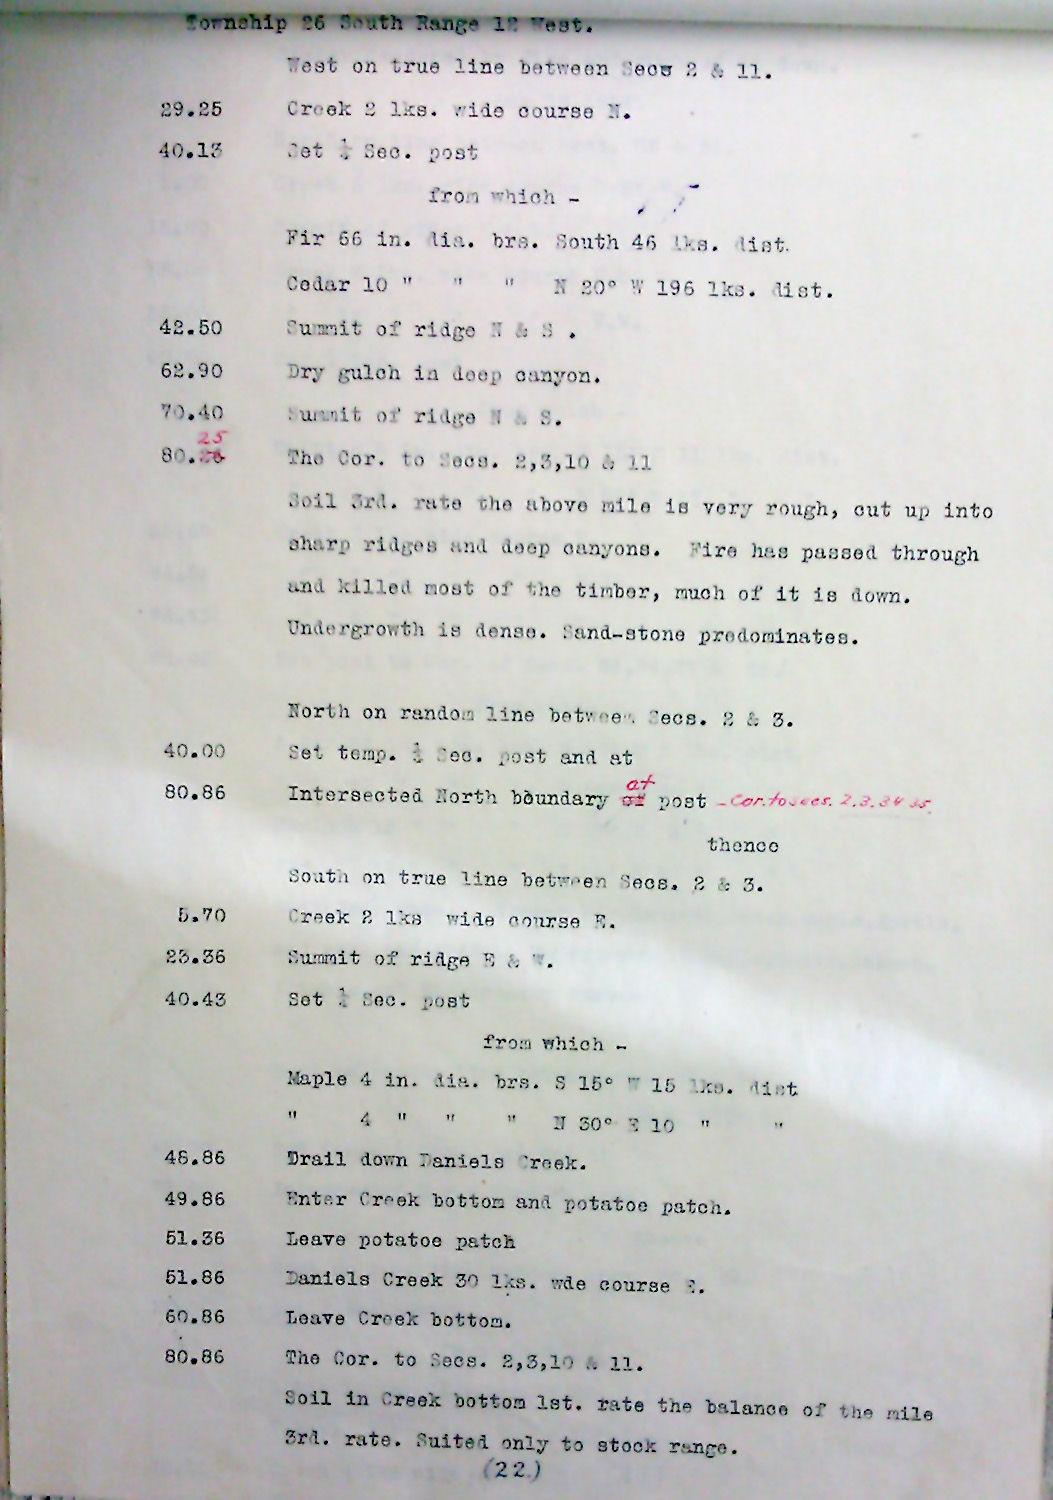 Township 26 South Range 12 West.
West on true line between Secs 2 & 11.
29.25 Creek 2 lks. wide course N.
40.13 Set ¼ Sec. post
from which -
Fir 66 in. dia. brs. South 46 lks. dist.
Cedar 10 " " " N 20° W 196 lks. dist.
42.50 Summit of ridge N & S .
62.90 Dry gulch in deep canyon.
70.40 Summit of ridge N & S.
25
80.26 The Cor. to Secs. 2,3,10 & 11
Soil 3rd. rate the above mile is very rough, cut up into
sharp ridges and deep canyons. Fire has passed through
and killed most of the timber, much of it is down.
Undergrowth is dense. Sand-stone predominates.
North on random line between Secs. 2 & 3.
40.00 Set temp. ¼ Sec. post and at
at
80.86 Intersected North boundary of post - Cor. to secs. 2.3.34 35.
thence
South on true line between Secs. 2 & 3.
5.70 Creek 2 lks wide course E.
23.36 Summit of ridge E & W.
40.43 Set ¼ Sec. post
from which -
Maple 4 in. dia. brs. S 15° W 15 lks. dist
" 4 " " " N 30° E 10 " "
48.86 Drail down Daniels Creek.
49.86 Enter Creek bottom and potatoe patch.
51.36 Leave potatoe patch
51.86 Daniels Creek 30 lks. wde course E.
60.86 Leave Creek bottom.
80.86 The Cor. to Secs. 2,3,10 & 11.
Soil in Creek bottom 1st. rate the balance of the mile
3rd. rate. Suited only to stock range.
(22)